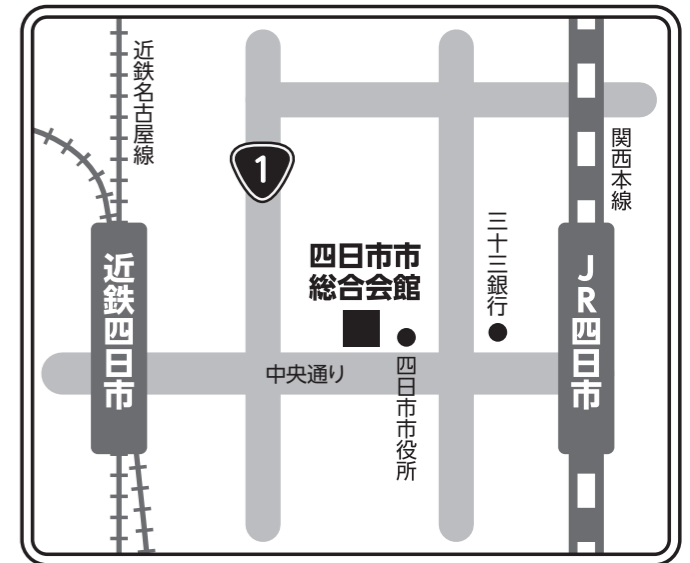 近鉄名古屋線
1
関西本線
三十三銀行
四日市市
総合会館
近鉄四日市
JR四日市
中央通り
四日市市役所